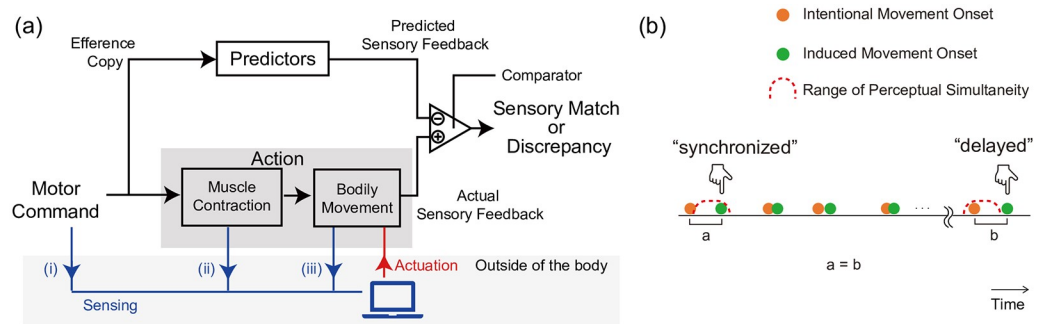 (a)
Efference
Copy
Predictors
Predicted
Sensory Feedback
Comparator
⊖
⊕
Sensory Match
or
Discrepancy
Action
Motor
Command
Muscle
Contraction
Bodily
Movement
Actual
Sensory Feedback
(i)
(ii)
(iii)
Actuation
Outside of the body
Sensing
(b)
Intentional Movement Onset
Induced Movement Onset
Range of Perceptual Simultaneity
“synchronized”
“delayed”
...
a
b
a = b
Time